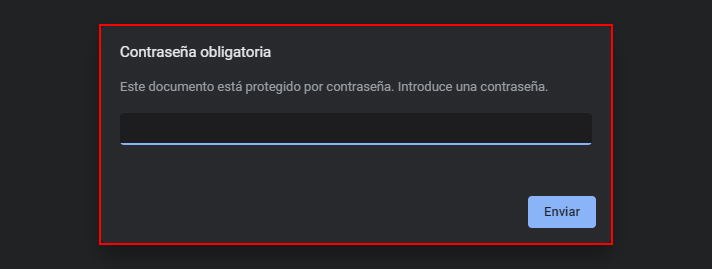 Contraseña obligatoria
Este documento está protegido por contraseña. Introduce una contraseña.
Enviar